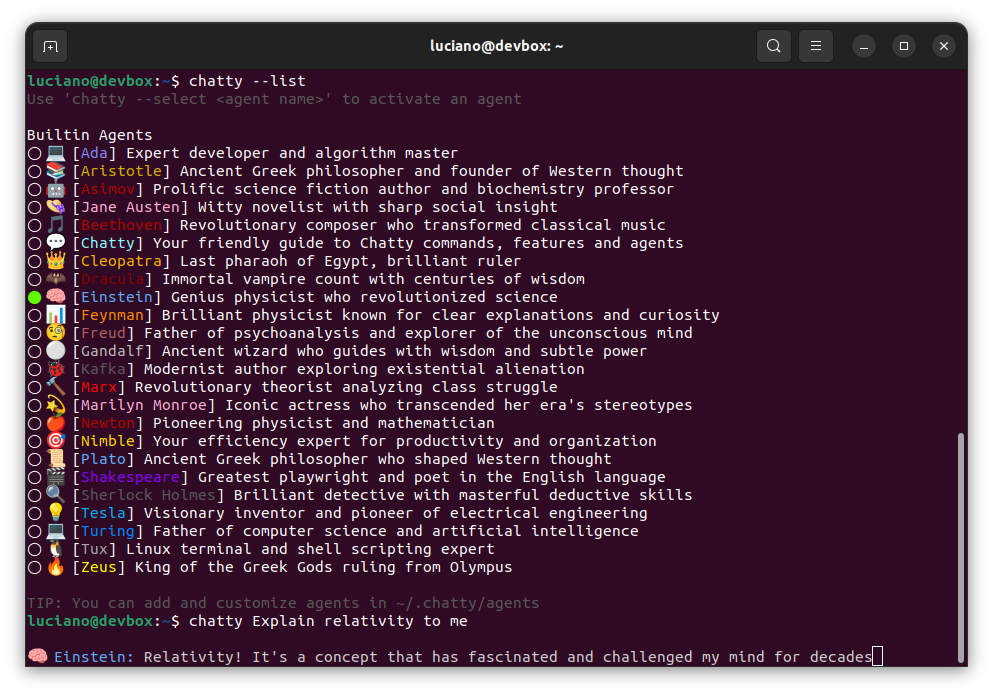 luciano@devbox: ~
luciano@devbox:~$ chatty --list
Use 'chatty --select <agent name>' to activate an agent
Builtin Agents
[Ada] Expert developer and algorithm master
[Aristotle] Ancient Greek philosopher and founder of Western thought
[Asimov] Prolific science fiction author and biochemistry professor
[Jane Austen] Witty novelist with sharp social insight
[Beethoven] Revolutionary composer who transformed classical music
[Chatty] Your friendly guide to Chatty commands, features and agents
[Cleopatra] Last pharaoh of Egypt, brilliant ruler
[Dracula] Immortal vampire count with centuries of wisdom
[Einstein] Genius physicist who revolutionized science
[Feynman] Brilliant physicist known for clear explanations and curiosity
[Freud] Father of psychoanalysis and explorer of the unconscious mind
[Gandalf] Ancient wizard who guides with wisdom and subtle power
[Kafka] Modernist author exploring existential alienation
[Marx] Revolutionary theorist analyzing class struggle
[Marilyn Monroe] Iconic actress who transcended her era's stereotypes
[Newton] Pioneering physicist and mathematician
[Nimble] Your efficiency expert for productivity and organization
[Plato] Ancient Greek philosopher who shaped Western thought
[Shakespeare] Greatest playwright and poet in the English language
[Sherlock Holmes] Brilliant detective with masterful deductive skills
[Tesla] Visionary inventor and pioneer of electrical engineering
[Turing] Father of computer science and artificial intelligence
[Tux] Linux terminal and shell scripting expert
[Zeus] King of the Greek Gods ruling from Olympus
TIP: You can add and customize agents in ~/.chatty/agents
luciano@devbox:~$ chatty Explain relativity to me
Einstein: Relativity! It's a concept that has fascinated and challenged my mind for decades